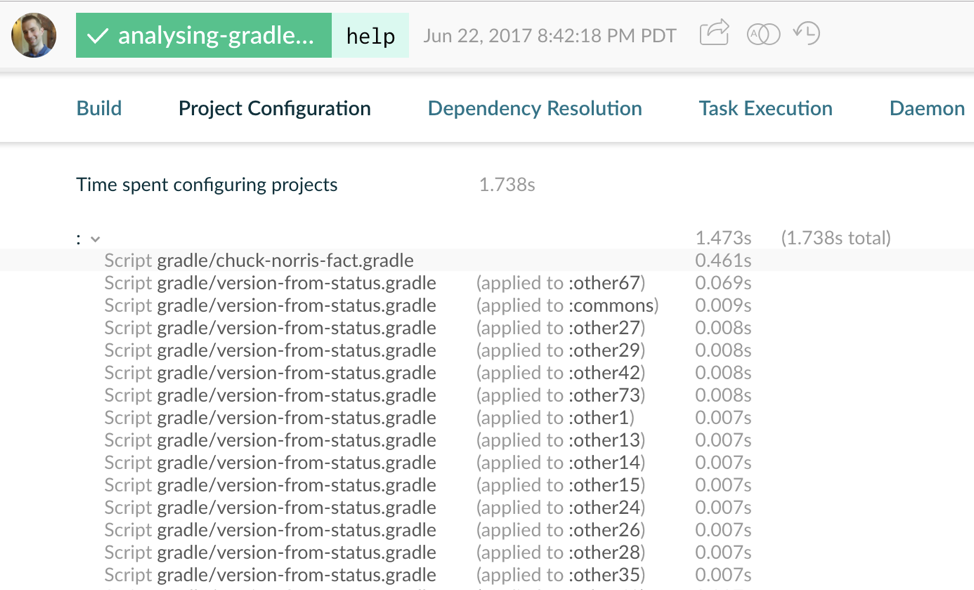 analysing-gradle... help Jun 22, 2017 8:42:18 PM PDT
Build Project Configuration Dependency Resolution Task Execution Daemon
Time spent configuring projects 1.738s
: 1.473s (1.738s total)
Script gradle/chuck-norris-fact.gradle 0.461s
Script gradle/version-from-status.gradle (applied to :other67) 0.069s
Script gradle/version-from-status.gradle (applied to :commons) 0.009s
Script gradle/version-from-status.gradle (applied to :other27) 0.008s
Script gradle/version-from-status.gradle (applied to :other29) 0.008s
Script gradle/version-from-status.gradle (applied to :other42) 0.008s
Script gradle/version-from-status.gradle (applied to :other73) 0.008s
Script gradle/version-from-status.gradle (applied to :other1) 0.007s
Script gradle/version-from-status.gradle (applied to :other13) 0.007s
Script gradle/version-from-status.gradle (applied to :other14) 0.007s
Script gradle/version-from-status.gradle (applied to :other15) 0.007s
Script gradle/version-from-status.gradle (applied to :other24) 0.007s
Script gradle/version-from-status.gradle (applied to :other26) 0.007s
Script gradle/version-from-status.gradle (applied to :other28) 0.007s
Script gradle/version-from-status.gradle (applied to :other35) 0.007s